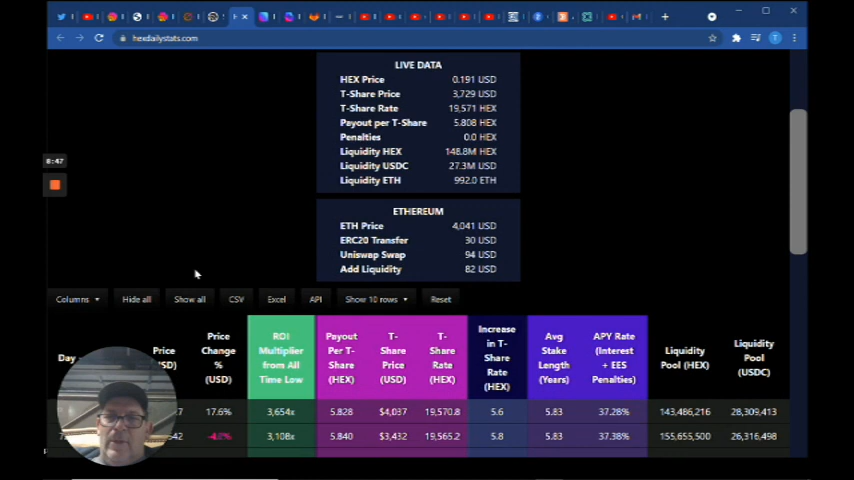 hexdailystats.com
LIVE DATA
HEX Price 0.191 USD
T-Share Price 3,729 USD
T-Share Rate 19,571 HEX
Payout per T-Share 5.808 HEX
Penalties 0.0 HEX
Liquidity HEX 148.8M HEX
Liquidity USDC 27.3M USD
Liquidity ETH 992.0 ETH
8:47
ETHEREUM
ETH Price 4,041 USD
ERC20 Transfer 30 USD
Uniswap Swap 94 USD
Add Liquidity 82 USD
Columns Hide all Show all CSV Excel API Show 10 rows Reset
Day
Price
Price Change % (USD)
ROI Multiplier from All Time Low
Payout Per T-Share (HEX)
T-Share Price (USD)
T-Share Rate (HEX)
Increase in T-Share Rate (HEX)
Avg Stake Length (Years)
APY Rate (Interest + EES Penalties)
Liquidity Pool (HEX)
Liquidity Pool (USDC)
17.6% 3,654x 5.828 $4,037 19,570.8 5.6 5.83 37.28% 143,486,216 28,309,413
3,108x 5.840 $3,432 19,565.2 5.8 5.83 37.38% 155,655,500 26,316,498